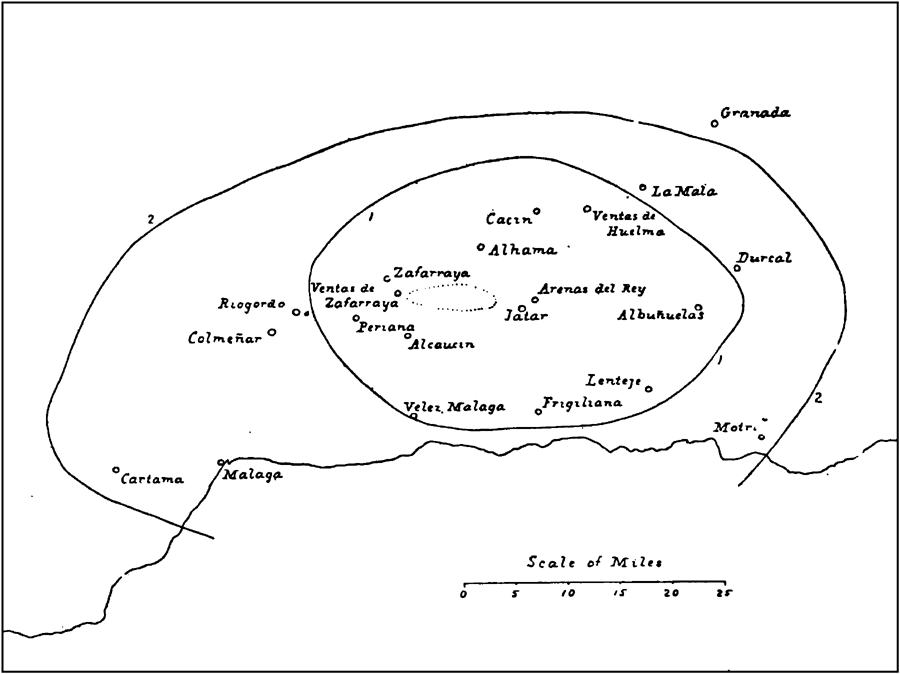 Granada
La Mala
2
1
Cacin
Ventas de
Huelma
Alhama
Durcal
Zafarraya
Ventas de
Zafarraya
Arenas del Rey
Riogordo
Jatar
Albuñuelas
Periana
Colmeñar
Alcaucin
1
Lenteje
2
Velez, Malaga
Frigiliana
Motri
Cartama
Malaga
Scale of Miles
0 5 10 15 20 25